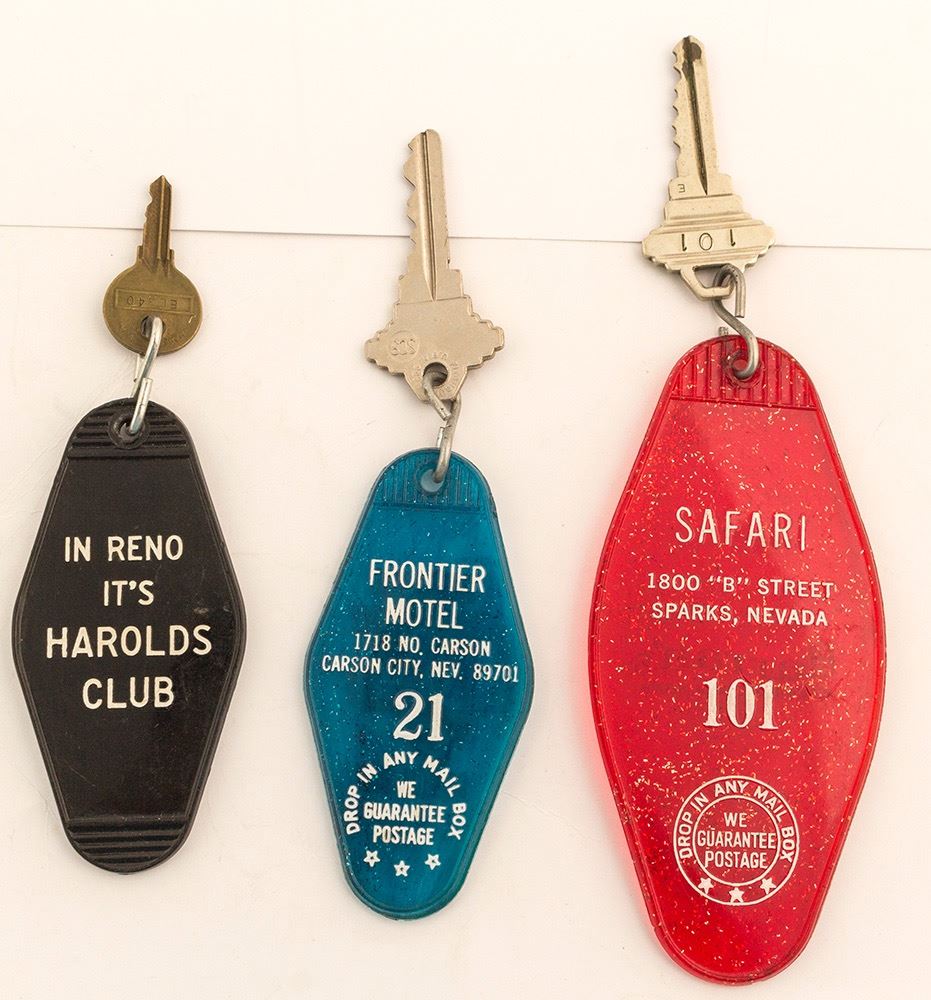 EL340
IN RENO
IT'S
HAROLDS
CLUB
SCR
FRONTIER
MOTEL
1718 NO. CARSON
CARSON CITY, NEV. 89701
21
DROP IN ANY MAIL BOX
WE
GUARANTEE
POSTAGE
E
101
SAFARI
1800 "B" STREET
SPARKS, NEVADA
101
DROP IN ANY MAIL BOX
WE
GUARANTEE
POSTAGE